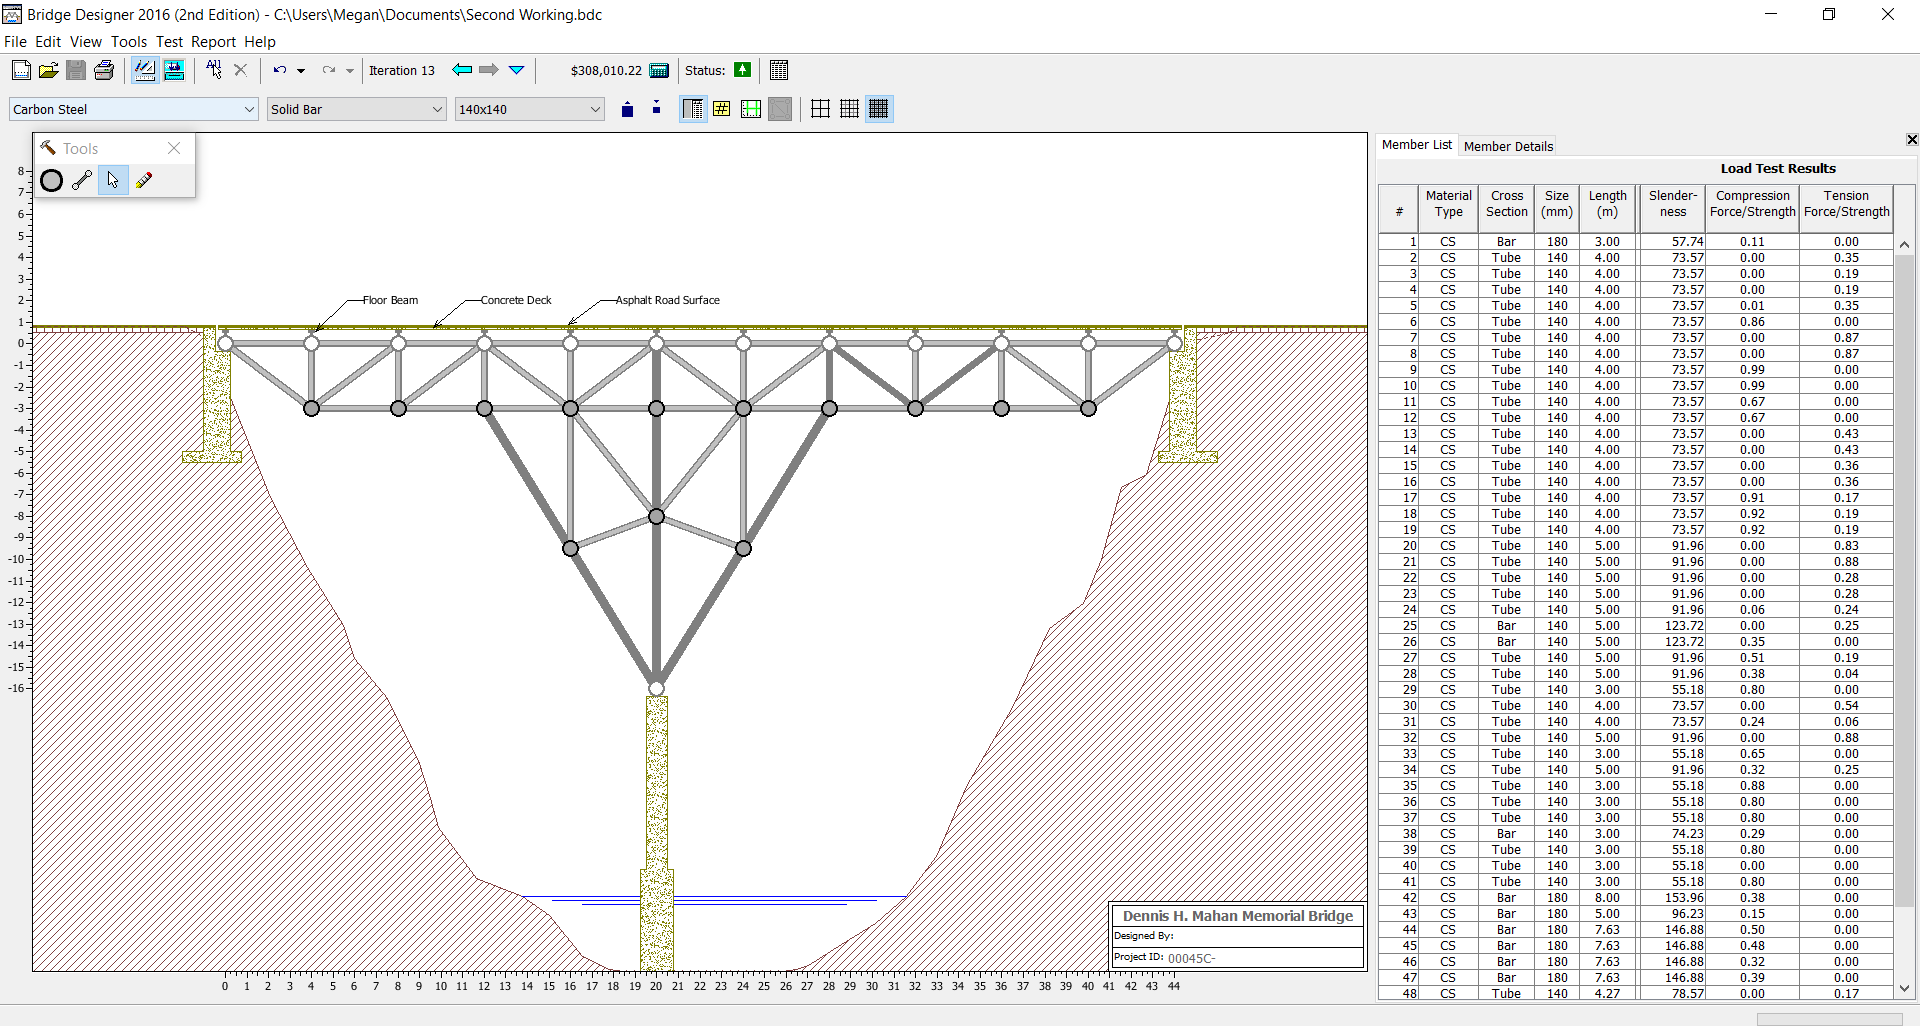 Bridge Designer 2016 (2nd Edition) - C:\Users\Megan\Documents\Second Working.bdc
File Edit View Tools Test Report Help
Iteration 13 $308,010.22 Status:
Carbon Steel Solid Bar 140x140
Tools
Member List Member Details
Load Test Results
# Material Type Cross Section Size (mm) Length (m) Slender-ness Compression Force/Strength Tension Force/Strength
1 CS Bar 180 3.00 57.74 0.11 0.00
2 CS Tube 140 4.00 73.57 0.00 0.35
3 CS Tube 140 4.00 73.57 0.00 0.19
4 CS Tube 140 4.00 73.57 0.00 0.19
5 CS Tube 140 4.00 73.57 0.01 0.35
6 CS Tube 140 4.00 73.57 0.86 0.00
7 CS Tube 140 4.00 73.57 0.00 0.87
8 CS Tube 140 4.00 73.57 0.00 0.87
9 CS Tube 140 4.00 73.57 0.99 0.00
10 CS Tube 140 4.00 73.57 0.99 0.00
11 CS Tube 140 4.00 73.57 0.67 0.00
12 CS Tube 140 4.00 73.57 0.67 0.00
13 CS Tube 140 4.00 73.57 0.00 0.43
14 CS Tube 140 4.00 73.57 0.00 0.43
15 CS Tube 140 4.00 73.57 0.00 0.36
16 CS Tube 140 4.00 73.57 0.00 0.36
17 CS Tube 140 4.00 73.57 0.91 0.17
18 CS Tube 140 4.00 73.57 0.92 0.19
19 CS Tube 140 4.00 73.57 0.92 0.19
20 CS Tube 140 5.00 91.96 0.00 0.83
21 CS Tube 140 5.00 91.96 0.00 0.88
22 CS Tube 140 5.00 91.96 0.00 0.28
23 CS Tube 140 5.00 91.96 0.00 0.28
24 CS Tube 140 5.00 91.96 0.06 0.24
25 CS Bar 140 5.00 123.72 0.00 0.25
26 CS Bar 140 5.00 123.72 0.35 0.00
27 CS Tube 140 5.00 91.96 0.51 0.19
28 CS Tube 140 5.00 91.96 0.38 0.04
29 CS Tube 140 3.00 55.18 0.80 0.00
30 CS Tube 140 4.00 73.57 0.00 0.54
31 CS Tube 140 4.00 73.57 0.24 0.06
32 CS Tube 140 5.00 91.96 0.00 0.88
33 CS Tube 140 3.00 55.18 0.65 0.00
34 CS Tube 140 5.00 91.96 0.32 0.25
35 CS Tube 140 3.00 55.18 0.88 0.00
36 CS Tube 140 3.00 55.18 0.80 0.00
37 CS Tube 140 3.00 55.18 0.80 0.00
38 CS Bar 140 3.00 74.23 0.29 0.00
39 CS Tube 140 3.00 55.18 0.80 0.00
40 CS Tube 140 3.00 55.18 0.00 0.00
41 CS Tube 140 3.00 55.18 0.80 0.00
42 CS Bar 180 8.00 153.96 0.38 0.00
43 CS Bar 180 5.00 96.23 0.15 0.00
44 CS Bar 180 7.63 146.88 0.50 0.00
45 CS Bar 180 7.63 146.88 0.48 0.00
46 CS Bar 180 7.63 146.88 0.32 0.00
47 CS Bar 180 7.63 146.88 0.39 0.00
48 CS Tube 140 4.27 78.57 0.00 0.17
Floor Beam Concrete Deck Asphalt Road Surface
8
7
6
5
4
3
2
1
0
-1
-2
-3
-4
-5
-6
-7
-8
-9
-10
-11
-12
-13
-14
-15
-16
Dennis H. Mahan Memorial Bridge
Designed By:
Project ID: 00045C-
0 1 2 3 4 5 6 7 8 9 10 11 12 13 14 15 16 17 18 19 20 21 22 23 24 25 26 27 28 29 30 31 32 33 34 35 36 37 38 39 40 41 42 43 44